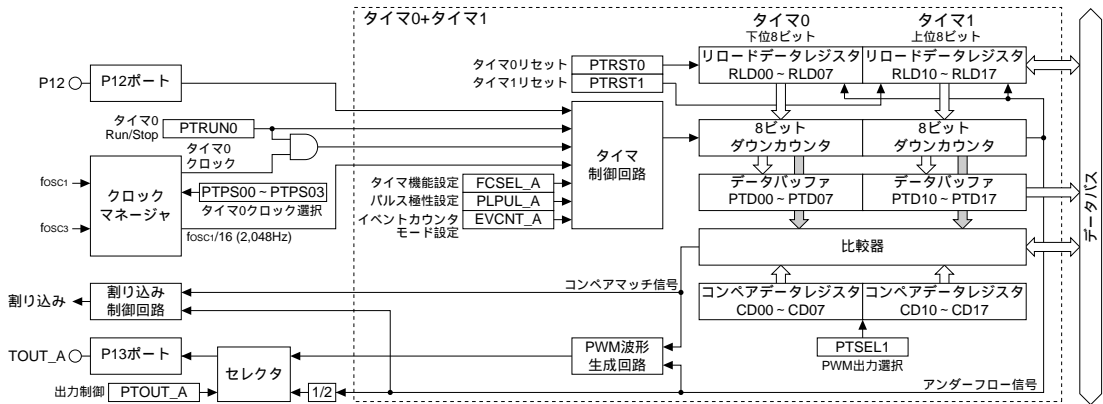 タイマ0+タイマ1
タイマ0
下位8ビット
タイマ1
上位8ビット
リロードデータレジスタ
RLD00~RLD07
リロードデータレジスタ
RLD10~RLD17
タイマ0リセット
PTRST0
タイマ1リセット
PTRST1
P12
P12ポート
タイマ0
Run/Stop
PTRUN0
タイマ0
クロック
8ビット
ダウンカウンタ
8ビット
ダウンカウンタ
タイマ
制御回路
fOSC1
fOSC3
クロック
マネージャ
PTPS00~PTPS03
タイマ0クロック選択
fOSC1/16 (2,048Hz)
タイマ機能設定
FCSEL_A
パルス極性設定
PLPUL_A
イベントカウンタ
モード設定
EVCNT_A
データバッファ
PTD00~PTD07
データバッファ
PTD10~PTD17
データバス
比較器
コンペアマッチ信号
割り込み
割り込み
制御回路
コンペアデータレジスタ
CD00~CD07
コンペアデータレジスタ
CD10~CD17
TOUT_A
P13ポート
セレクタ
PWM波形
生成回路
PTSEL1
PWM出力選択
出力制御
PTOUT_A
1/2
アンダーフロー信号